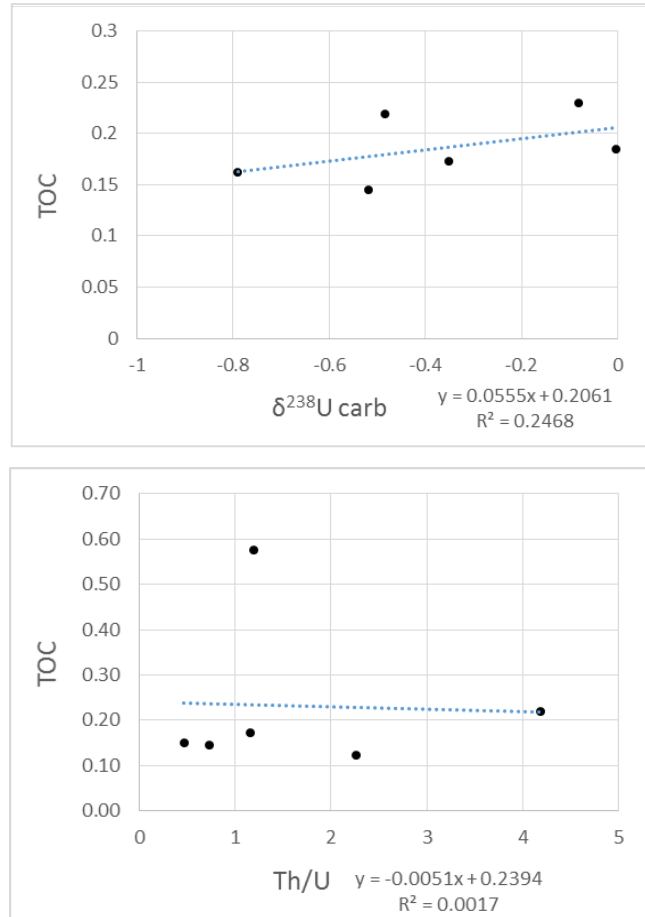 0.3
0.25
0.2
0.15
0.1
0.05
0
TOC
-1 -0.8 -0.6 -0.4 -0.2 0
δ²³⁸U carb
y = 0.0555x + 0.2061
R² = 0.2468
0.70
0.60
0.50
0.40
0.30
0.20
0.10
0.00
TOC
0 1 2 3 4 5
Th/U
y = -0.0051x + 0.2394
R² = 0.0017